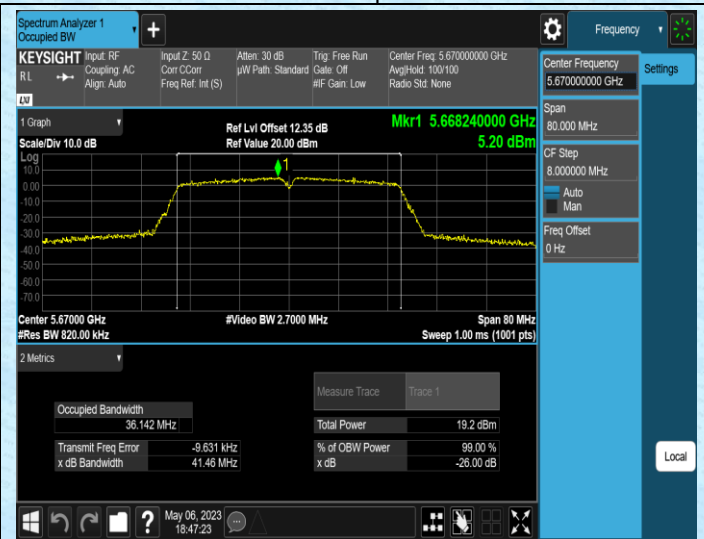 Spectrum Analyzer 1
Occupied BW
Frequency
KEYSIGHT
RL
LXI
Input: RF
Coupling: AC
Align: Auto
Input Z: 50 Ω
Corr CCorr
Freq Ref: Int (S)
Atten: 30 dB
µW Path: Standard
Trig: Free Run
Gate: Off
#IF Gain: Low
Center Freq: 5.670000000 GHz
Avg|Hold: 100/100
Radio Std: None
1 Graph
Scale/Div 10.0 dB
Ref Lvl Offset 12.35 dB
Ref Value 20.00 dBm
Mkr1 5.668240000 GHz
5.20 dBm
Log
10.0
0.00
-10.0
-20.0
-30.0
-40.0
-50.0
-60.0
-70.0
1
Center 5.67000 GHz
#Res BW 820.00 kHz
#Video BW 2.7000 MHz
Span 80 MHz
Sweep 1.00 ms (1001 pts)
2 Metrics
Measure Trace
Trace 1
Occupied Bandwidth
36.142 MHz
Total Power
19.2 dBm
Transmit Freq Error
-9.631 kHz
% of OBW Power
99.00 %
x dB Bandwidth
41.46 MHz
x dB
-26.00 dB
Center Frequency
5.670000000 GHz
Settings
Span
80.000 MHz
CF Step
8.000000 MHz
Auto
Man
Freq Offset
0 Hz
Local
?
May 06, 2023
18:47:23